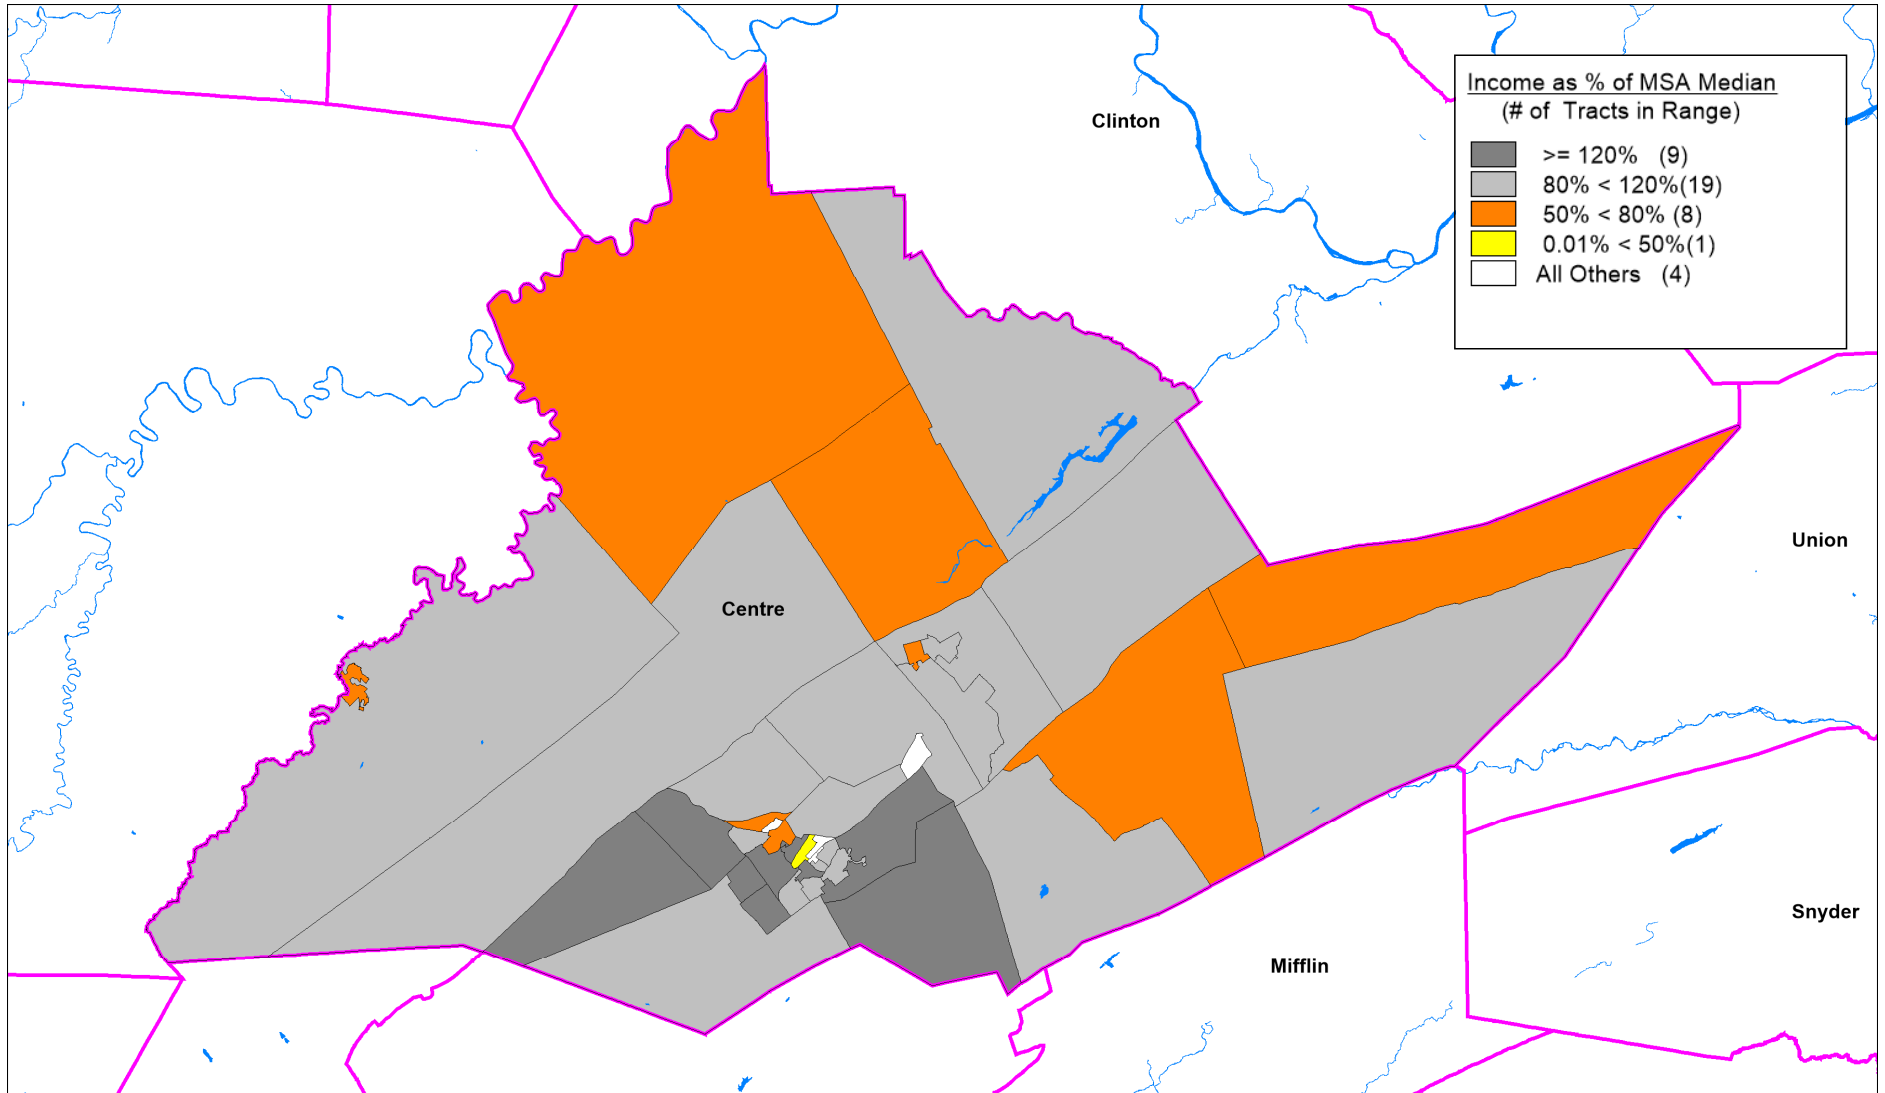 Clinton
Income as % of MSA Median
(# of Tracts in Range)
>= 120% (9)
80% < 120%(19)
50% < 80% (8)
0.01% < 50%(1)
All Others (4)
Union
Centre
Snyder
Mifflin